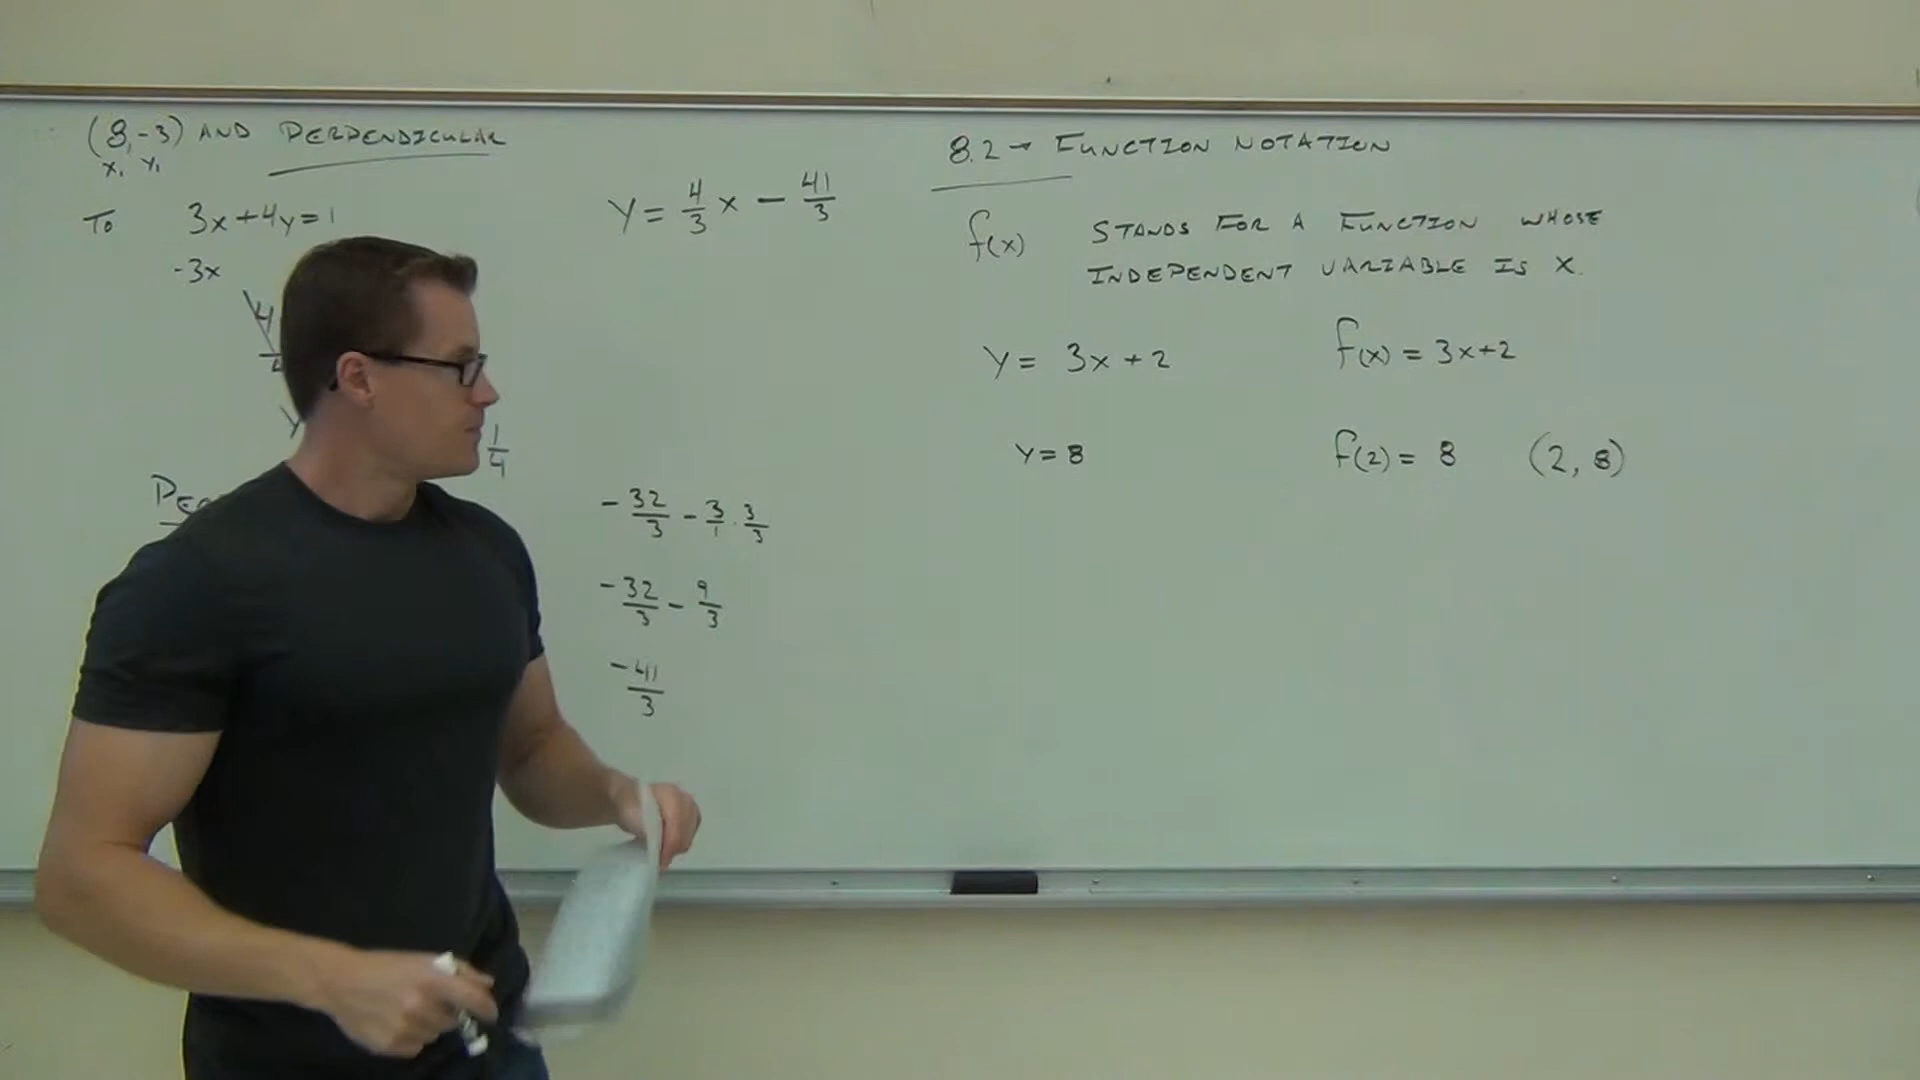 (8,-3) AND PERPENDICULAR
x₁ y₁
TO 3x+4y=1
-3x
4
y
1/4
y = 4/3 x - 41/3
- 32/3 - 3/1 · 3/3
- 32/3 - 9/3
- 41/3
8.2 → FUNCTION NOTATION
f(x) STANDS FOR A FUNCTION WHOSE
INDEPENDENT VARIABLE IS X.
y = 3x+2 f(x) = 3x+2
y = 8 f(2) = 8 (2, 8)